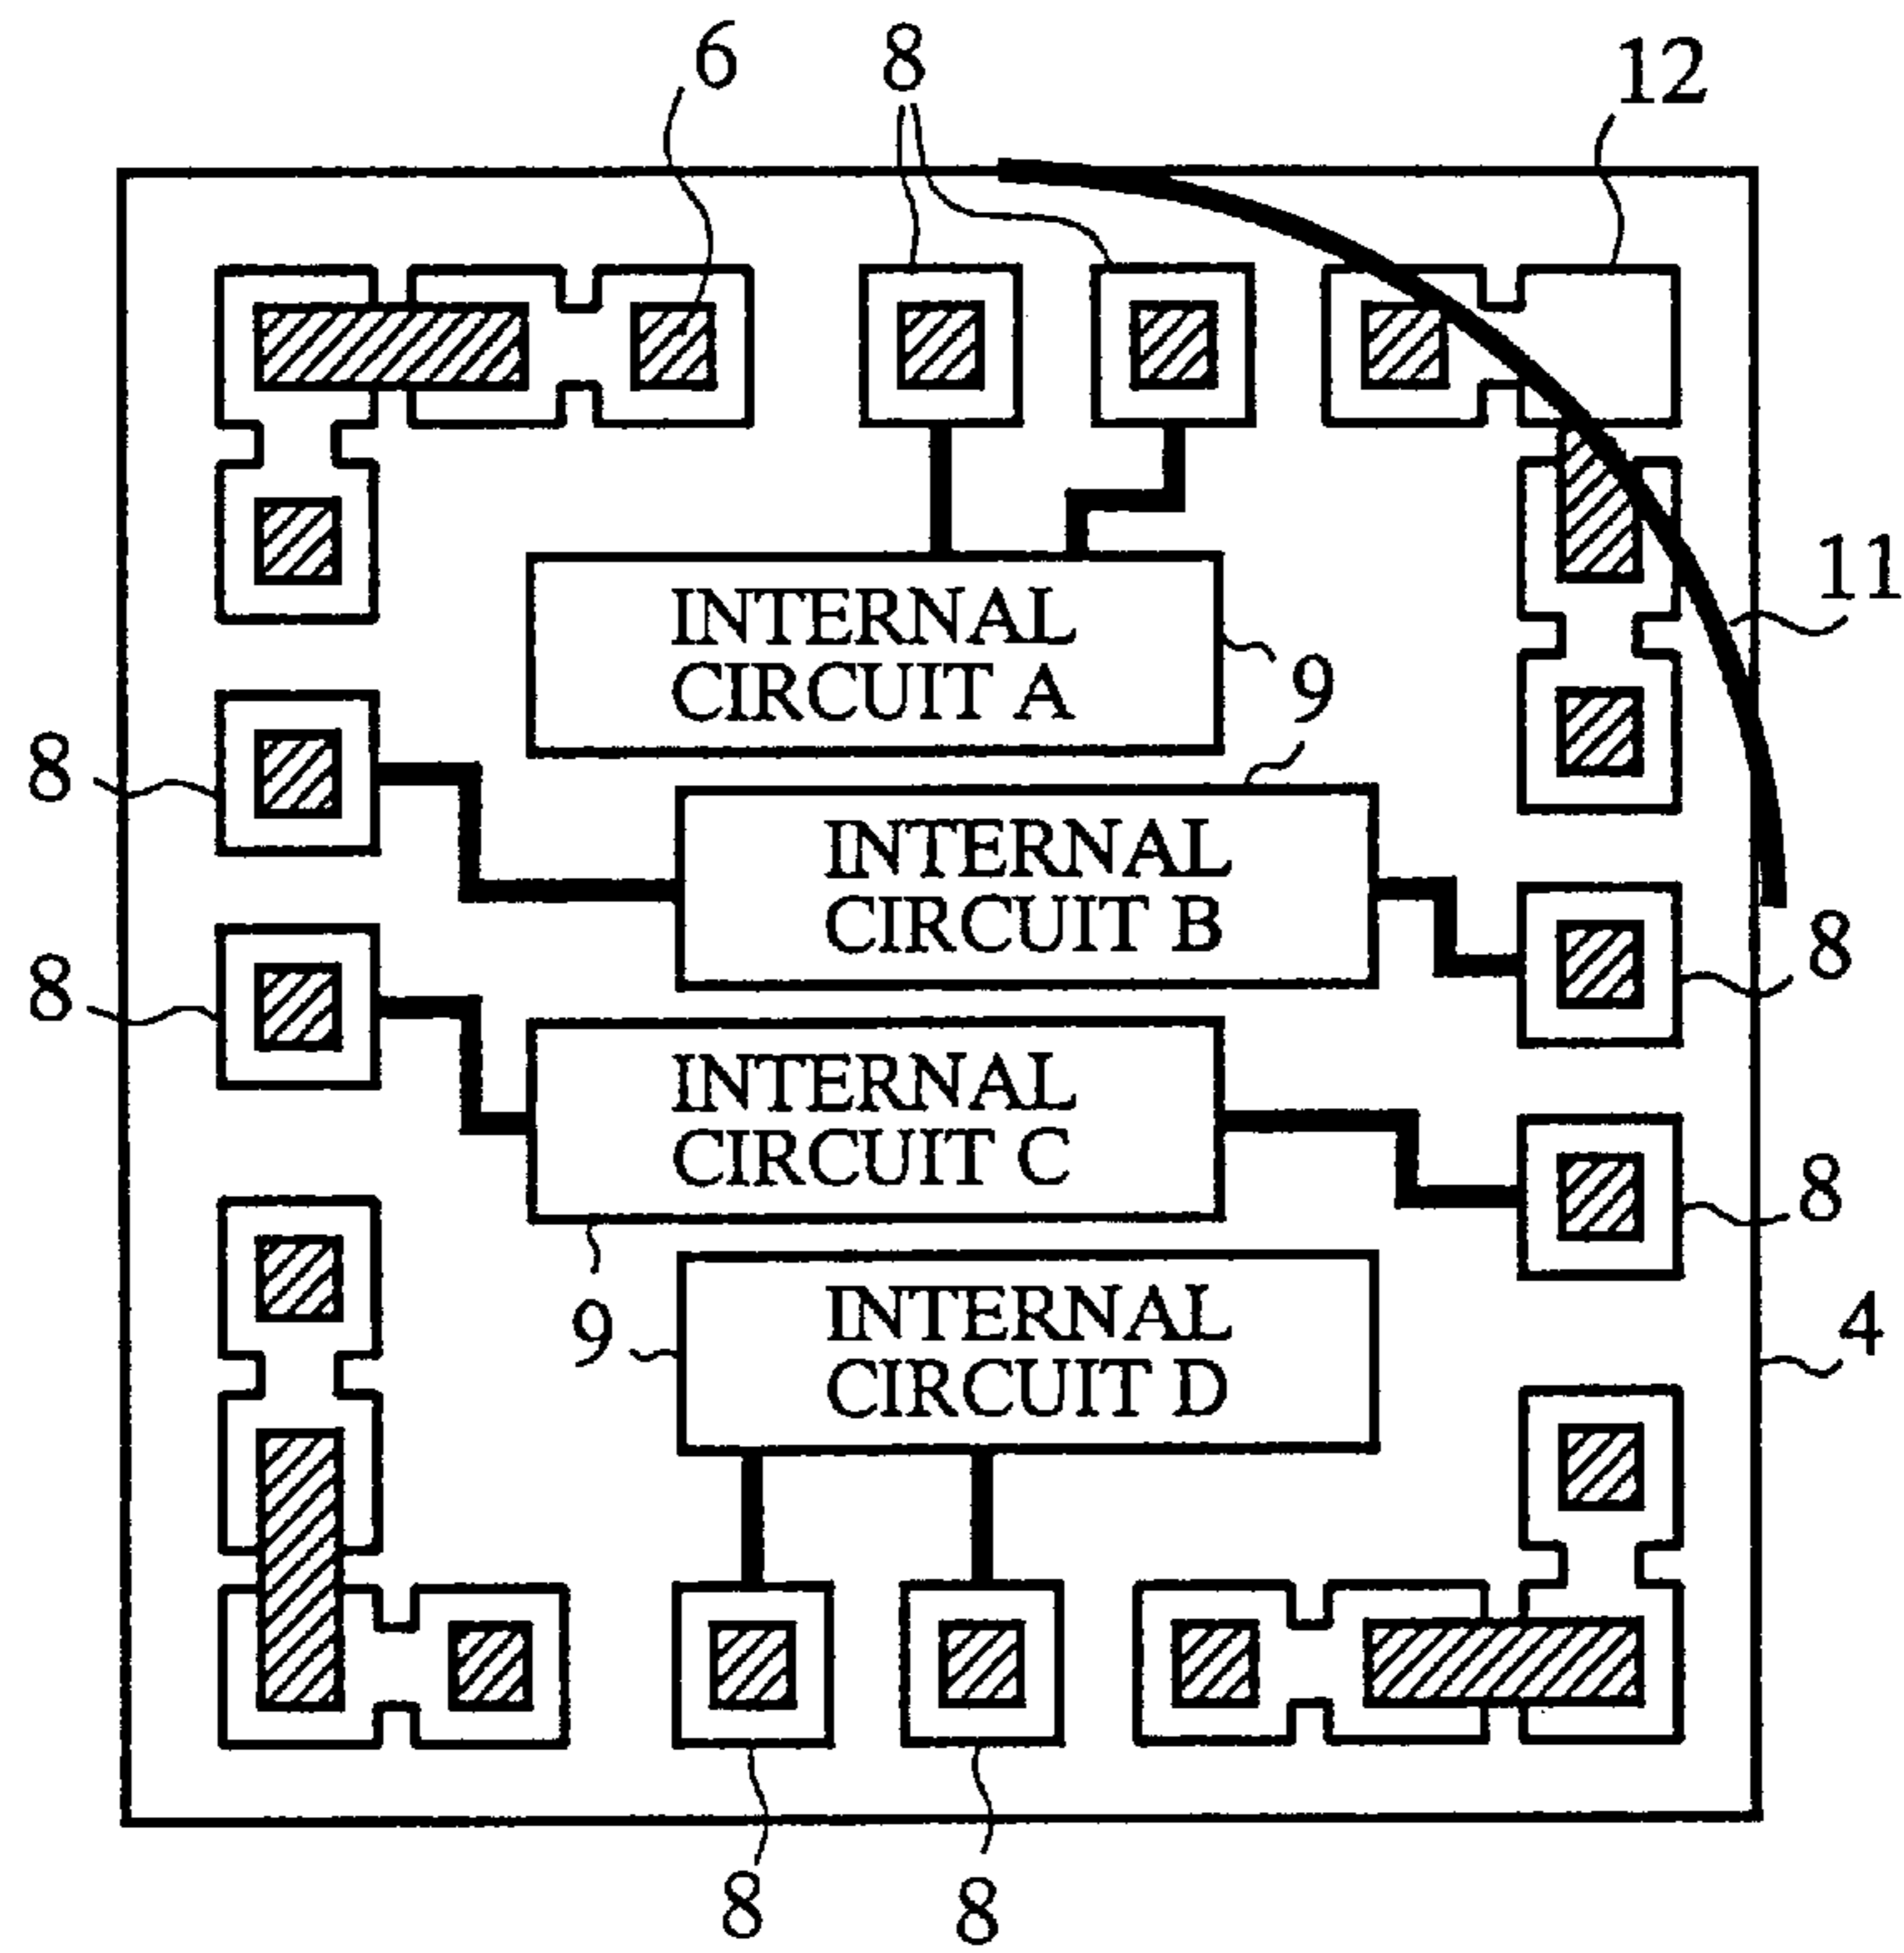 6
8
12
11
INTERNAL
CIRCUIT A
9
8
INTERNAL
CIRCUIT B
8
8
INTERNAL
CIRCUIT C
8
9
INTERNAL
CIRCUIT D
4
8
8